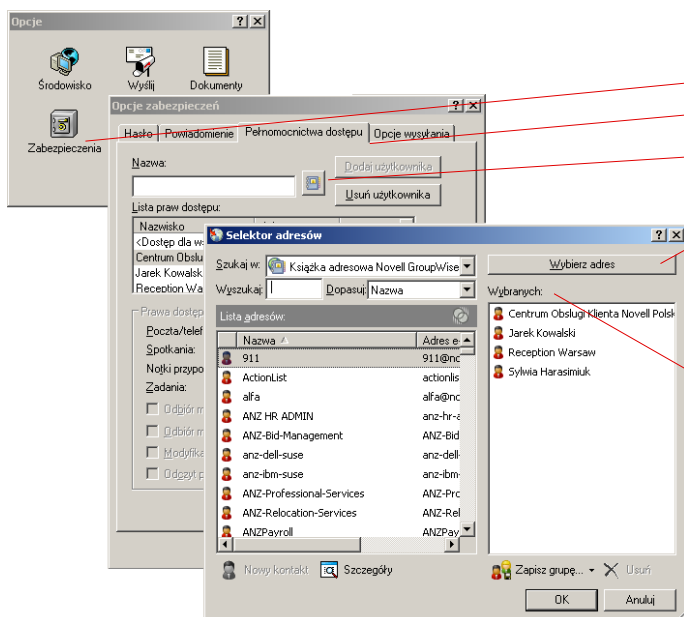 Opcje
Środowisko
Wyślij
Dokumenty
Zabezpieczenia
Opcje zabezpieczeń
Hasło
Powiadomienie
Pełnomocnictwa dostępu
Opcje wysyłania
Nazwa:
Dodaj użytkownika
Usuń użytkownika
Lista praw dostępu:
Nazwisko
<Dostęp dla w
Centrum Obsłu
Jarek Kowalsk
Reception Wa
Prawa dostęp
Poczta/telef
Spotkania:
Notki przypo
Zadania:
Odbiór m
Odbiór m
Modyfika
Odczyt p
Selektor adresów
Szukaj w:
Książka adresowa Novell GroupWise
Wyszukaj:
Dopasuj:
Nazwa
Lista adresów:
Nazwa
Adres e-
911
911@no
ActionList
actionlis
alfa
alfa@no
ANZ HR ADMIN
anz-hr-a
ANZ-Bid-Management
ANZ-Bid
anz-dell-suse
anz-dell-
anz-ibm-suse
anz-ibm-
ANZ-Professional-Services
ANZ-Pro
ANZ-Relocation-Services
ANZ-Rel
ANZPayroll
ANZPay
Nowy kontakt
Szczegóły
Wybierz adres
Wybranych:
Centrum Obslugi Klienta Novell Polsk
Jarek Kowalski
Reception Warsaw
Sylwia Harasimiuk
Zapisz grupę...
Usuń
OK
Anuluj